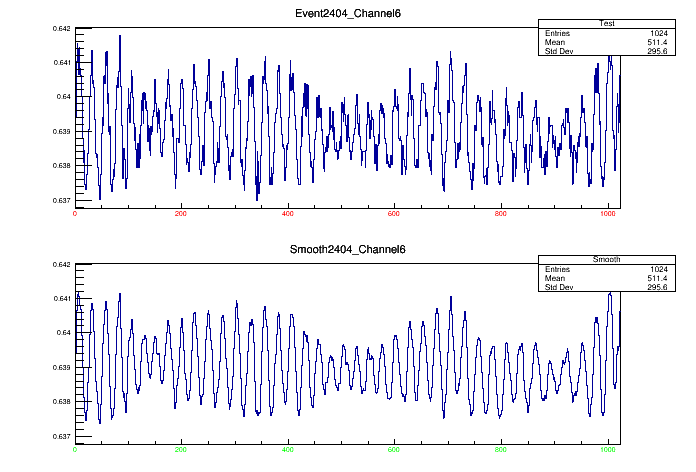 Event2404_Channel6
Test
Entries 1024
Mean 511.4
Std Dev 295.6
0.642
0.641
0.64
0.639
0.638
0.637
0 200 400 600 800 1000
Smooth2404_Channel6
Smooth
Entries 1024
Mean 511.4
Std Dev 295.6
0.642
0.641
0.64
0.639
0.638
0.637
0 200 400 600 800 1000